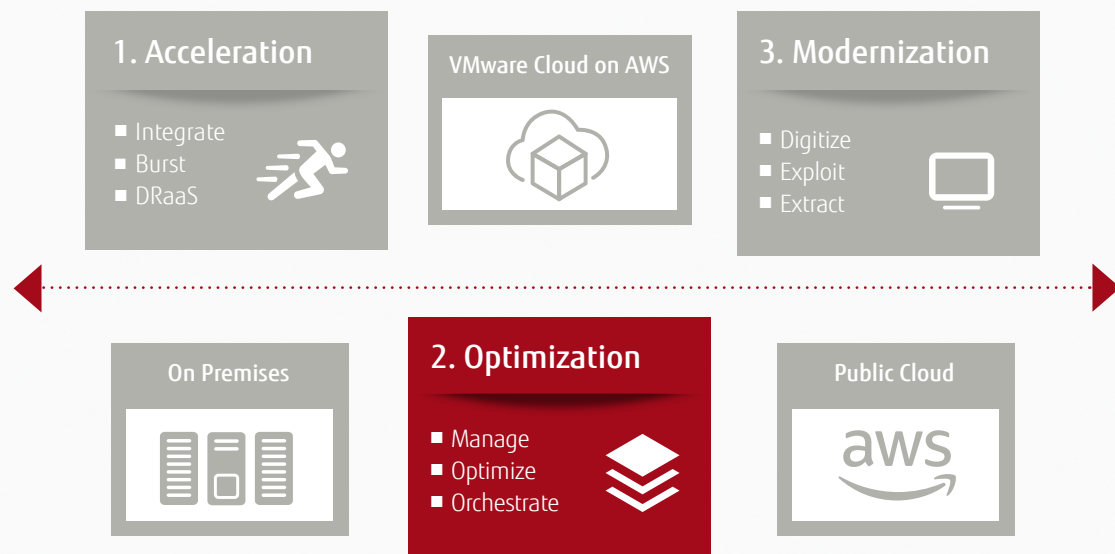 1. Acceleration
■ Integrate
■ Burst
■ DRaaS
VMware Cloud on AWS
3. Modernization
■ Digitize
■ Exploit
■ Extract
On Premises
2. Optimization
■ Manage
■ Optimize
■ Orchestrate
Public Cloud
aws